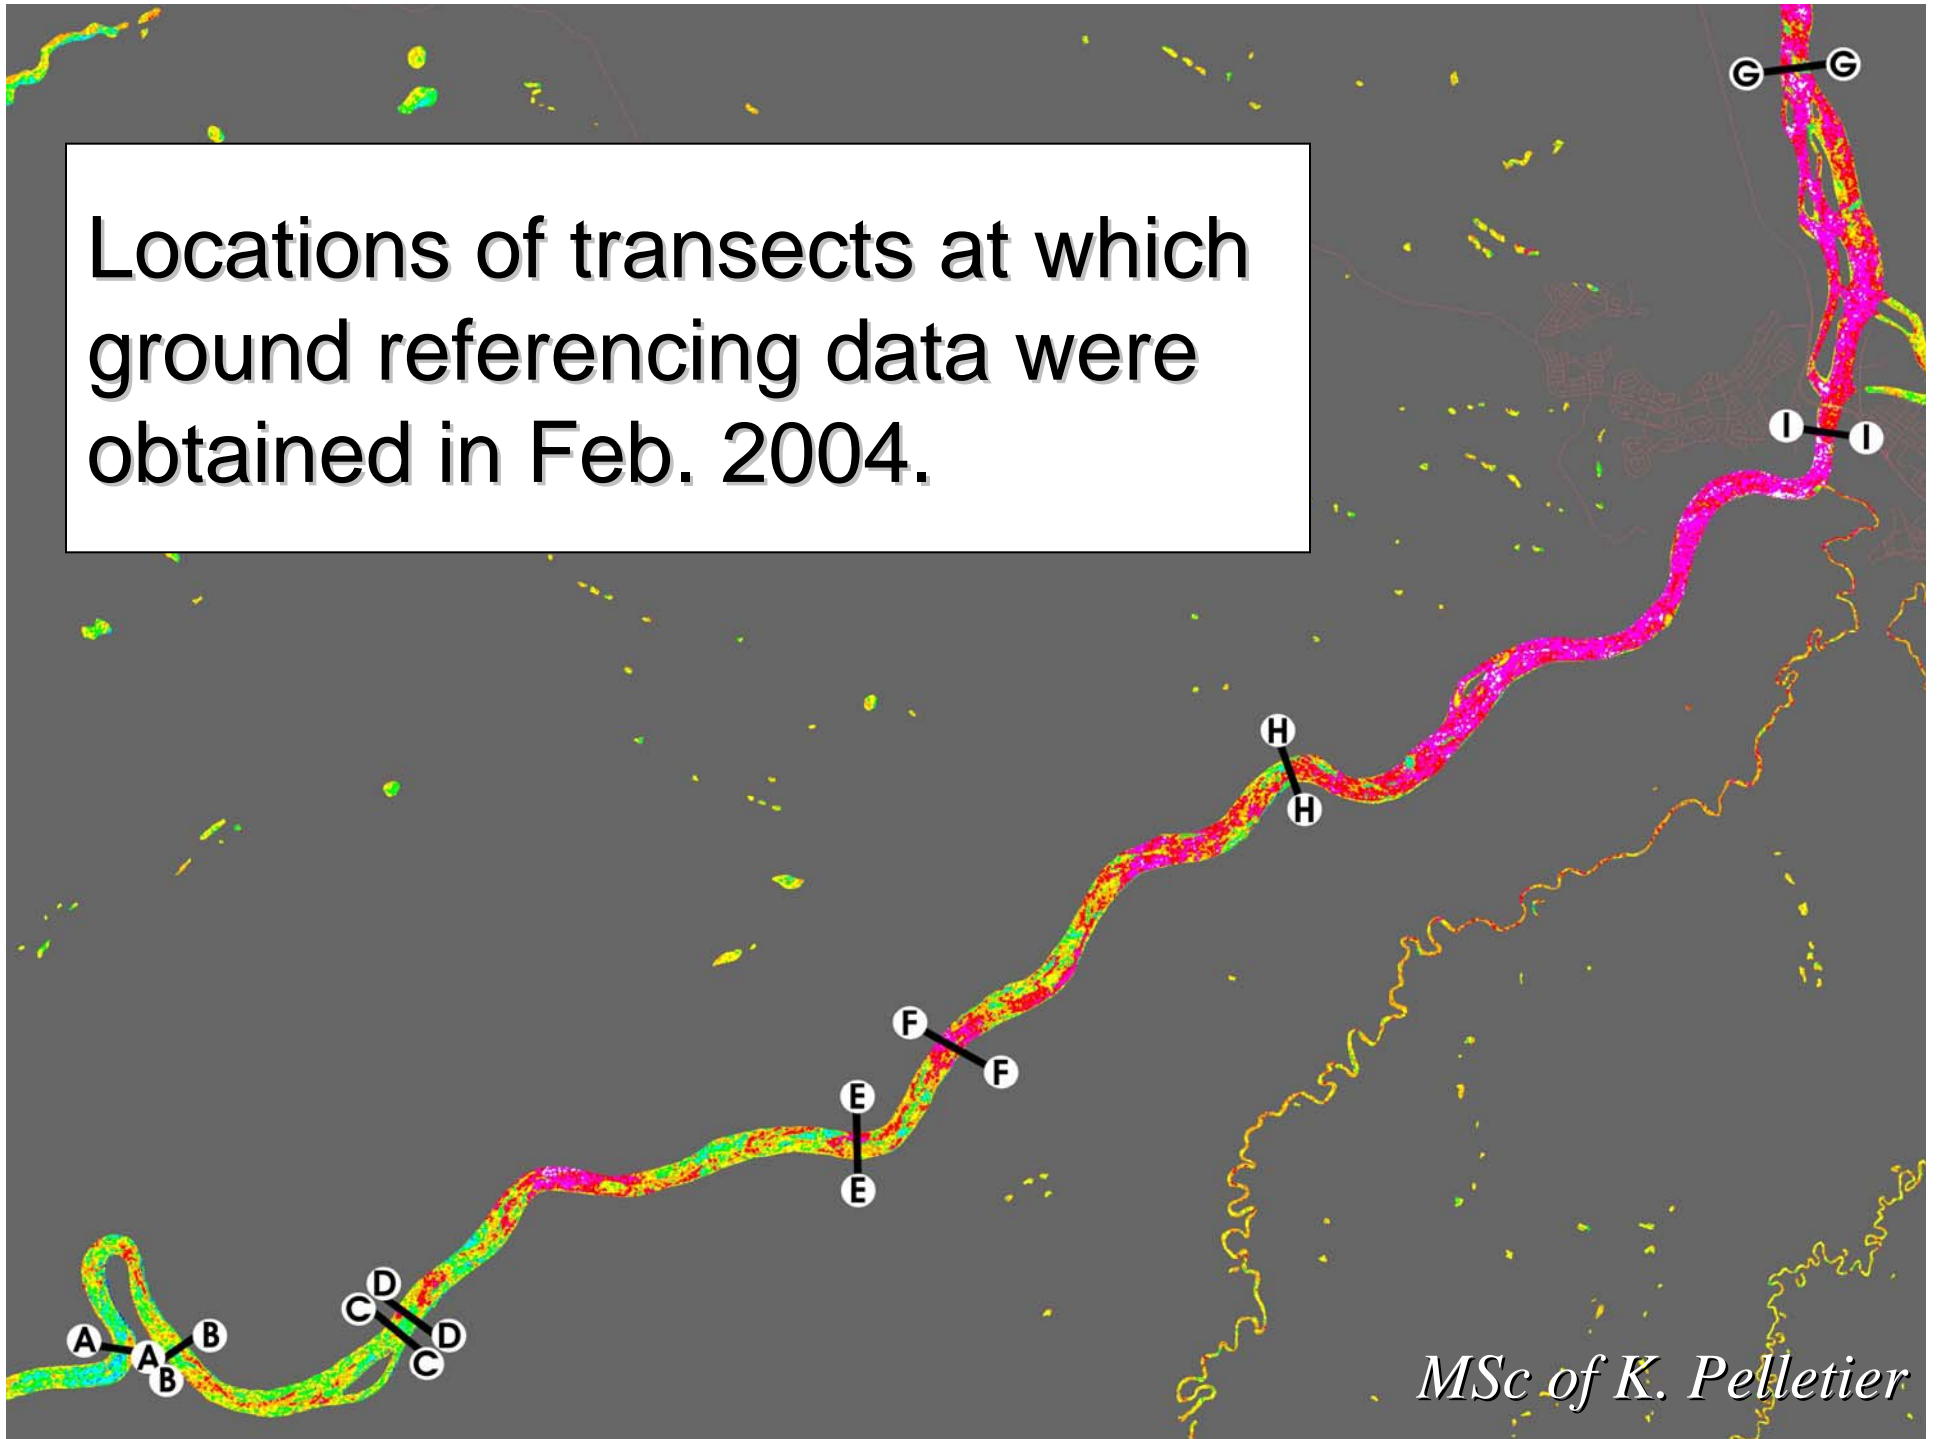 G G
Locations of transects at which
ground referencing data were
obtained in Feb. 2004.
I I
H
H
F
F
E
E
D
C
D
C
A A
B
B
MSc of K. Pelletier